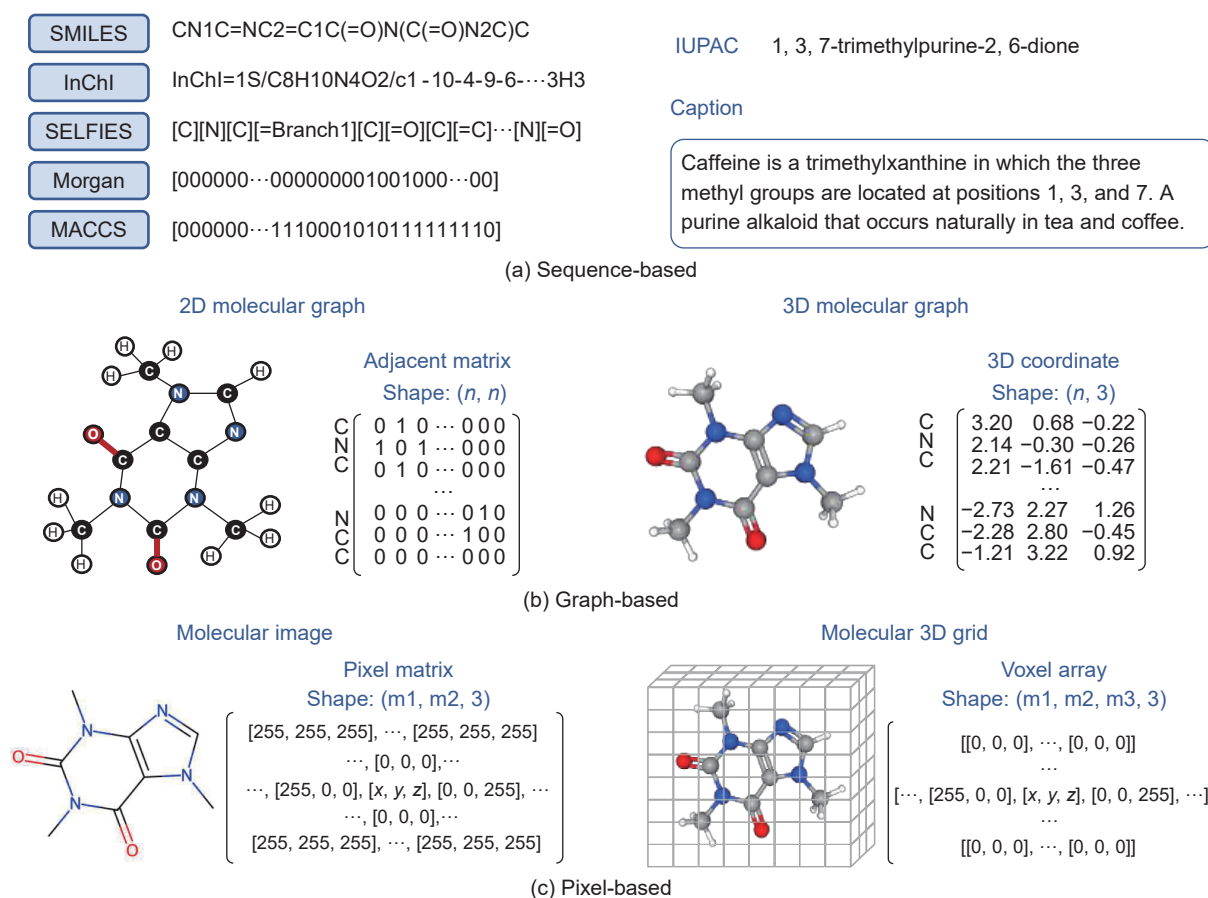 SMILES CN1C=NC2=C1C(=O)N(C(=O)N2C)C
InChI InChI=1S/C8H10N4O2/c1 -10-4-9-6-···3H3
SELFIES [C][N][C][=Branch1][C][=O][C][=C]···[N][=O]
Morgan [000000···000000001001000···00]
MACCS [000000···1110001010111111110]
IUPAC 1, 3, 7-trimethylpurine-2, 6-dione
Caption
Caffeine is a trimethylxanthine in which the three
methyl groups are located at positions 1, 3, and 7. A
purine alkaloid that occurs naturally in tea and coffee.
(a) Sequence-based
2D molecular graph
H
H
H
C
N
C
H
O
C
N
C
C
N
N
H
H
C
C
C
H
H
H
H
O
Adjacent matrix
Shape: (n, n)
C 0 1 0 ··· 0 0 0
N 1 0 1 ··· 0 0 0
C 0 1 0 ··· 0 0 0
···
N 0 0 0 ··· 0 1 0
C 0 0 0 ··· 1 0 0
C 0 0 0 ··· 0 0 0
3D molecular graph
3D coordinate
Shape: (n, 3)
C 3.20 0.68 −0.22
N 2.14 −0.30 −0.26
C 2.21 −1.61 −0.47
···
N −2.73 2.27 1.26
C −2.28 2.80 −0.45
C −1.21 3.22 0.92
(b) Graph-based
Molecular image
N
N
O
N
N
O
Pixel matrix
Shape: (m1, m2, 3)
[255, 255, 255], ···, [255, 255, 255]
···, [0, 0, 0],···
···, [255, 0, 0], [x, y, z], [0, 0, 255], ···
···, [0, 0, 0],···
[255, 255, 255], ···, [255, 255, 255]
Molecular 3D grid
Voxel array
Shape: (m1, m2, m3, 3)
[[0, 0, 0], ···, [0, 0, 0]]
···
[···, [255, 0, 0], [x, y, z], [0, 0, 255], ···]
···
[[0, 0, 0], ···, [0, 0, 0]]
(c) Pixel-based